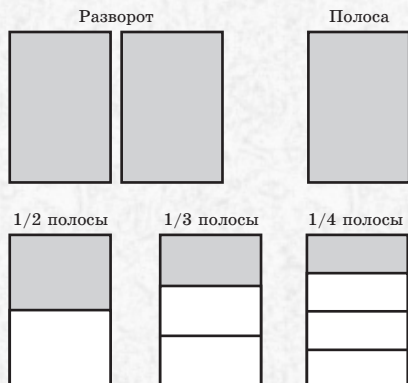 Разворот
Полоса
1/2 полосы
1/3 полосы
1/4 полосы